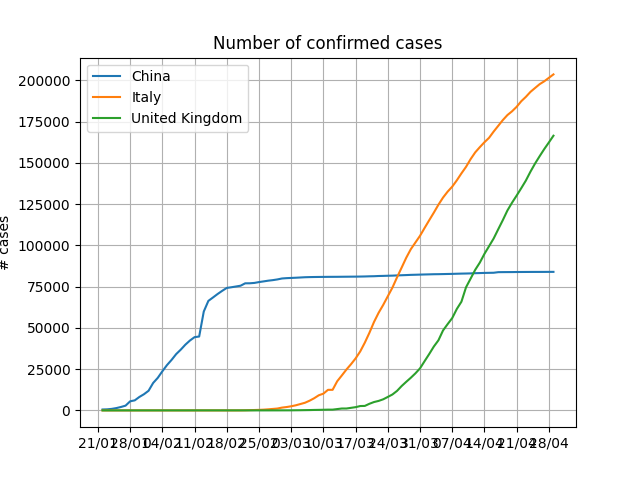 Number of confirmed cases
China
Italy
United Kingdom
200000
175000
150000
125000
100000
75000
50000
25000
0
# cases
21/01 28/01 04/02 11/02 18/02 25/02 03/03 10/03 17/03 24/03 31/03 07/04 14/04 21/04 28/04